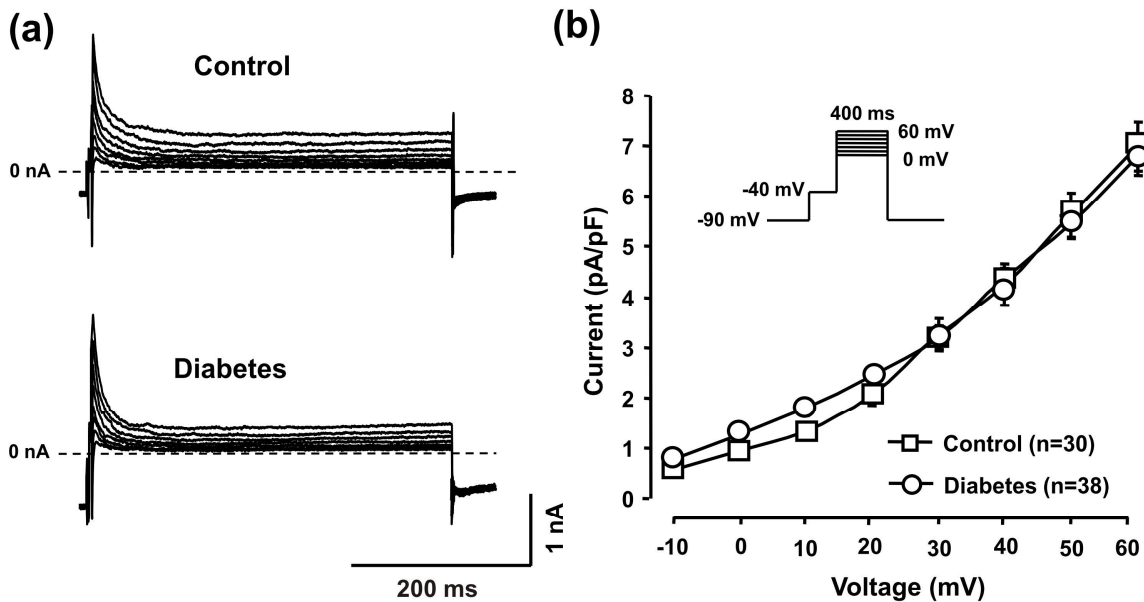 (a)
Control
0 nA
Diabetes
0 nA
1 nA
200 ms
(b)
8
7
6
5
4
3
2
1
0
Current (pA/pF)
400 ms
60 mV
0 mV
-40 mV
-90 mV
Control (n=30)
Diabetes (n=38)
-10 0 10 20 30 40 50 60
Voltage (mV)